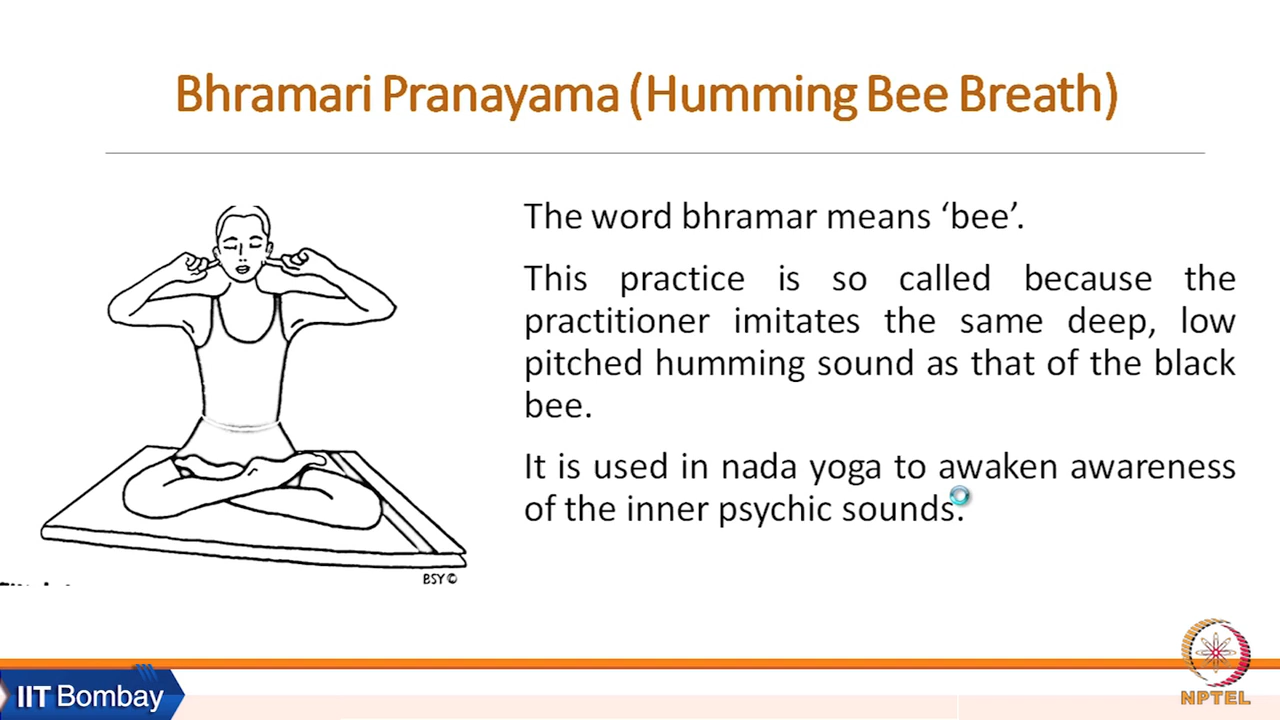 Bhramari Pranayama (Humming Bee Breath)
The word bhramar means ‘bee’.
This practice is so called because the
practitioner imitates the same deep, low
pitched humming sound as that of the black
bee.
It is used in nada yoga to awaken awareness
of the inner psychic sounds.
BSY©
IIT Bombay
NPTEL